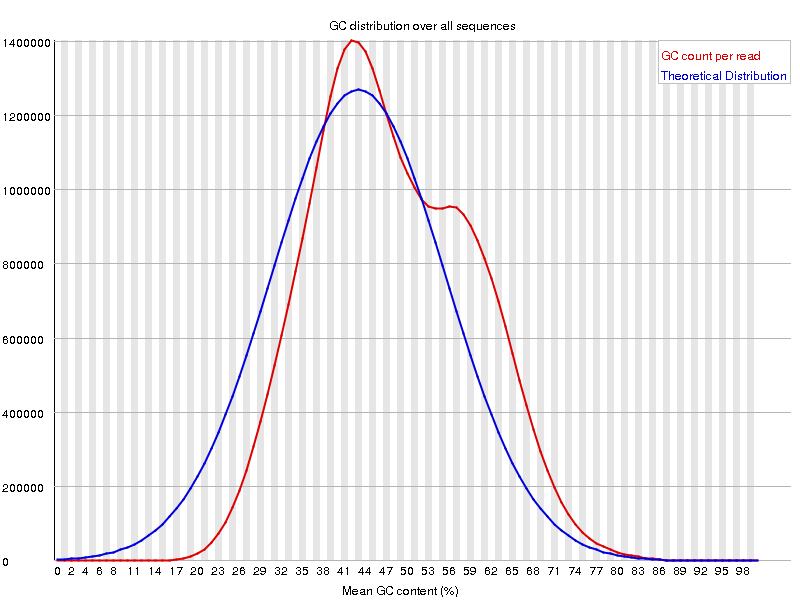 GC distribution over all sequences
GC count per read
Theoretical Distribution
1400000
1200000
1000000
800000
600000
400000
200000
0
0 2 4 6 8 11 14 17 20 23 26 29 32 35 38 41 44 47 50 53 56 59 62 65 68 71 74 77 80 83 86 89 92 95 98
Mean GC content (%)